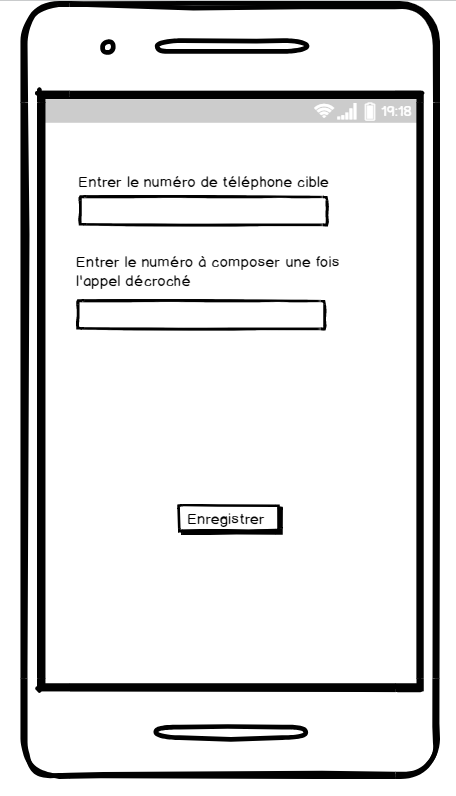 19:18
Entrer le numéro de téléphone cible
Entrer le numéro à composer une fois
l'appel décroché
Enregistrer